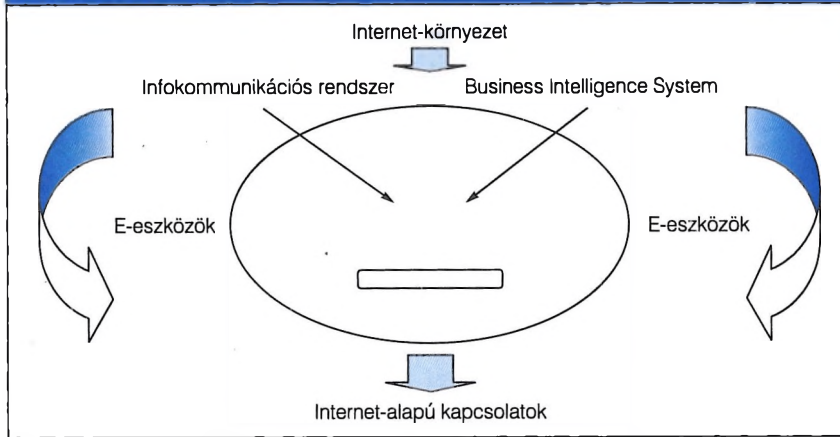 Internet-környezet
Infokommunikációs rendszer Business Intelligence System
E-eszközök E-eszközök
Internet-alapú kapcsolatok